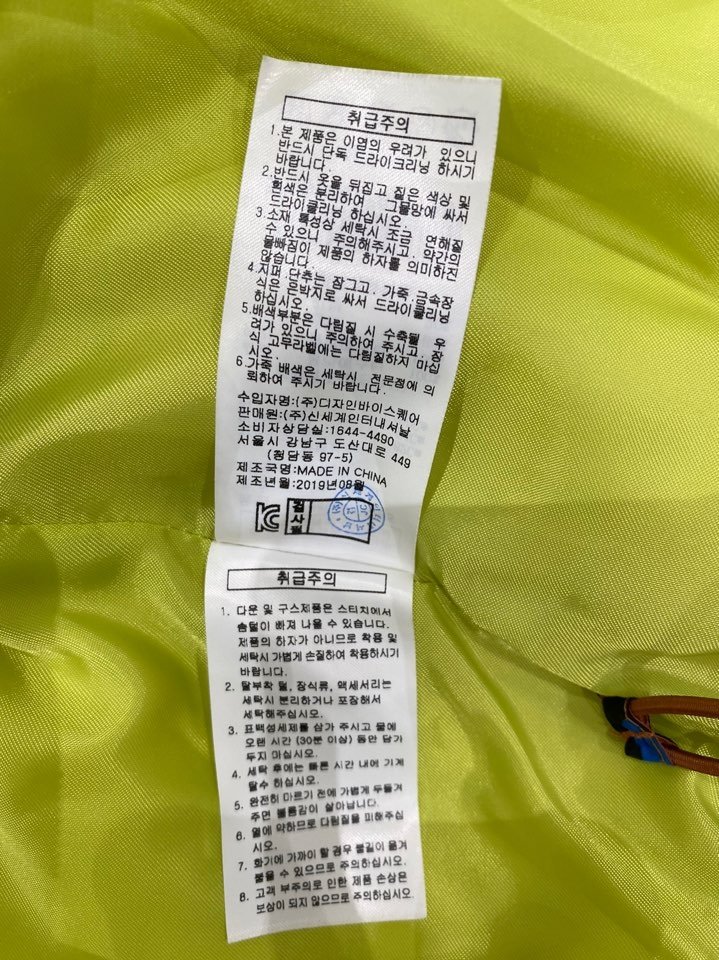 취급주의
1.본 제품은 이염의 우려가 있으니
반드시 단독 드라이크리닝 하시기
바랍니다.
2.반드시 옷을 뒤집고 짙은 색상 및
흰색은 분리하여 그물망에 싸서
드라이클리닝 하십시오.
3.소재 특성상 세탁시 조금 연해질
수 있으니 주의해주시고, 약간의
물빠짐이 제품의 하자를 의미하진
않습니다.
4.지퍼.단추는 잠그고.가죽.금속장
식은 은박지로 싸서 드라이클리닝
하십시오.
5.배색부분은 다림질 시 수축될 우
려가 있으니 주의하여 주시고, 장
식 고무라벨에는 다림질하지 마십
시오.
6.가죽 배색은 세탁시 전문점에 의
뢰하여 주시기 바랍니다.
수입자명:(주)디자인바이스퀘어
판매원:(주)신세계인터내셔날
소비자상담실:1644-4490
서울시 강남구 도산대로 449
(청담동 97-5)
제조국명:MADE IN CHINA
제조년월:2019년08월
검사필
취급주의
1. 다운 및 구스제품은 스티치에서
솜털이 빠져 나올 수 있습니다.
제품의 하자가 아니므로 착용 및
세탁시 가볍게 손질하여 착용하시기
바랍니다.
2. 탈부착 털, 장식류, 액세서리는
세탁시 분리하거나 포장해서
세탁해주십시오.
3. 표백성세제를 삼가 주시고 물에
오랜 시간 (30분 이상) 동안 담가
두지 마십시오.
4. 세탁 후에는 빠른 시간 내에 기계
탈수 하십시오.
5. 완전히 마르기 전에 가볍게 두들겨
주면 볼륨감이 살아납니다.
6. 열에 약하므로 다림질을 피해주십
시오.
7. 화기에 가까이 할 경우 불길이 옮겨
붙을 수 있으므로 주의하십시오.
8. 고객 부주의로 인한 제품 손상은
보상이 되지 않으므로 주의하십시오.